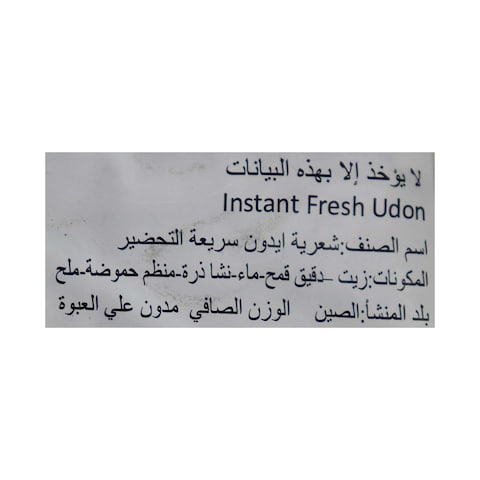 لا يؤخذ إلا بهذه البيانات
Instant Fresh Udon
اسم الصنف:شعرية ايدون سريعة التحضير
المكونات:زيت –دقيق قمح-ماء-نشا ذرة-منظم حموضة-ملح
بلد المنشأ:الصين الوزن الصافي مدون علي العبوة